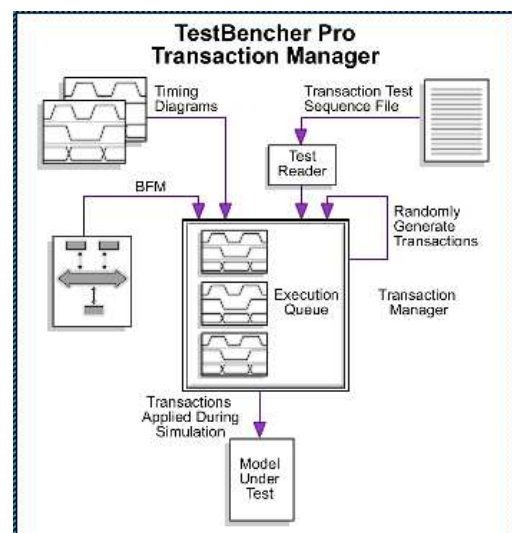 TestBencher Pro
Transaction Manager
Timing
Diagrams
Transaction Test
Sequence File
Test
Reader
BFM
Randomly
Generate
Transactions
Execution
Queue
Transaction
Manager
Transactions
Applied During
Simulation
Model
Under
Test